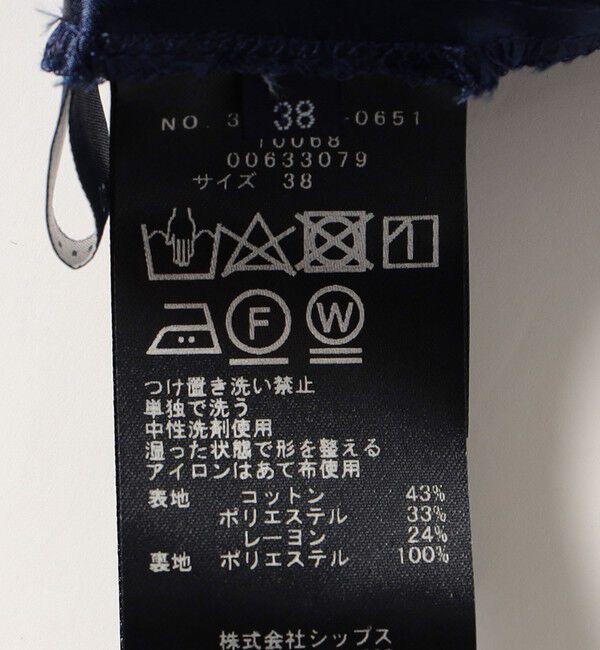 NO. 3 38 -0651
10068
00633079
サイズ 38
F W
つけ置き洗い禁止
単独で洗う
中性洗剤使用
湿った状態で形を整える
アイロンはあて布使用
表地 コットン 43%
ポリエステル 33%
レーヨン 24%
裏地 ポリエステル 100%
株式会社シップス